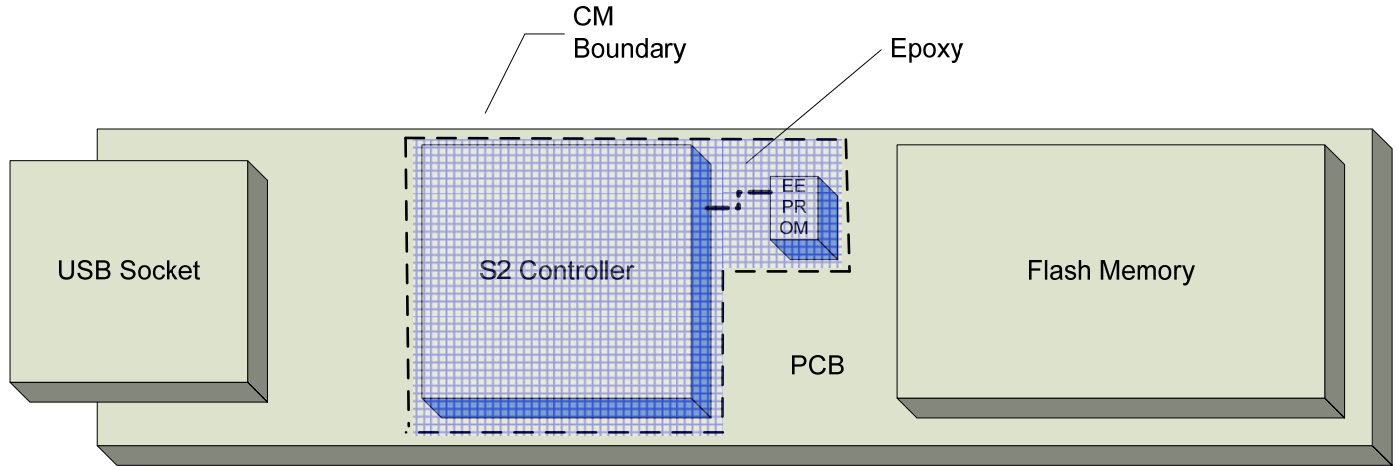 CM
Boundary
Epoxy
EE
PR
OM
USB Socket
S2 Controller
Flash Memory
PCB